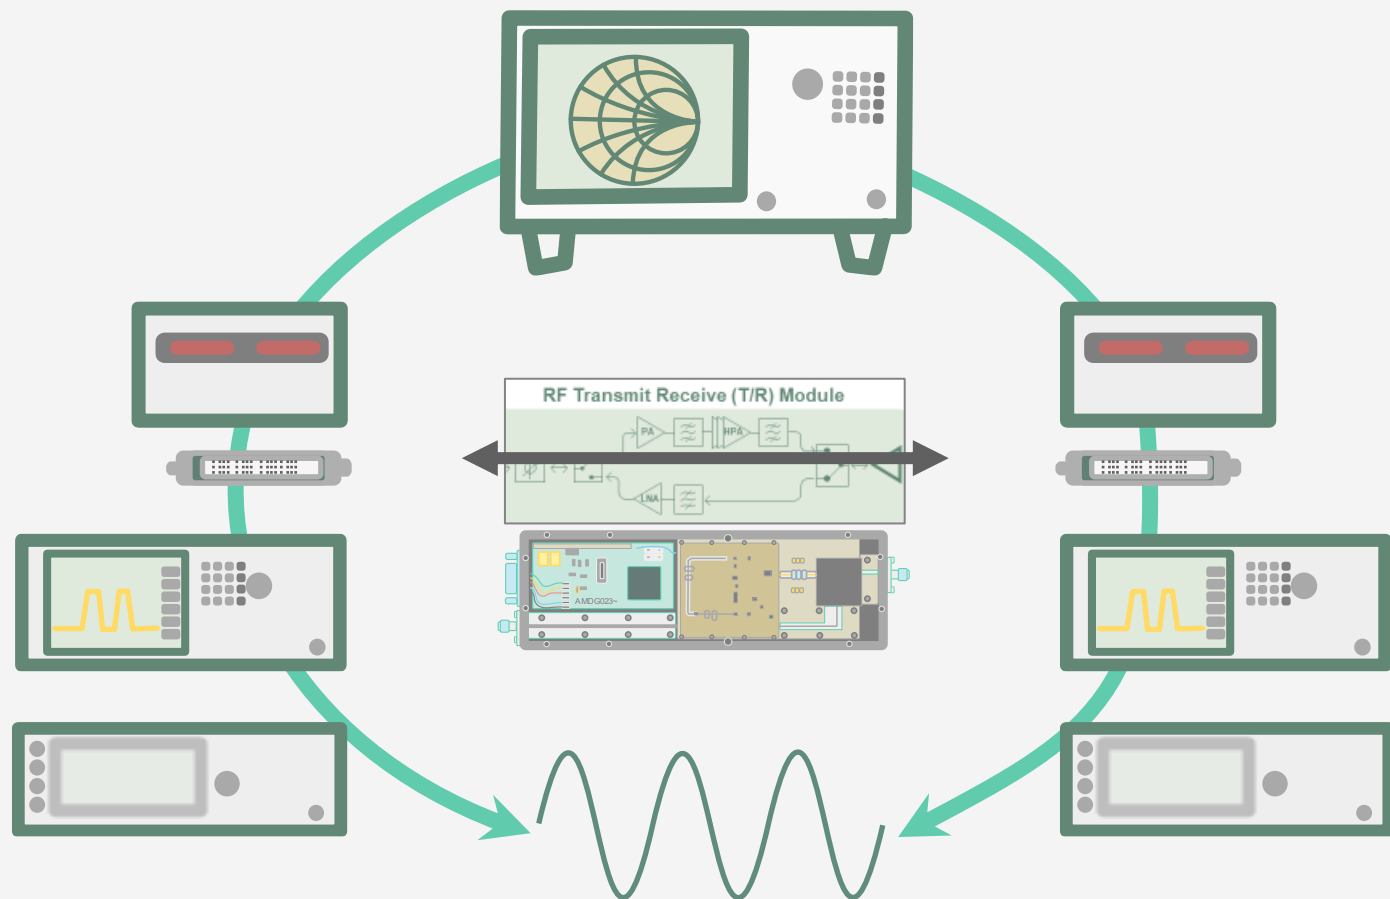 RF Transmit Receive (T/R) Module
PA
HPA
LNA
AMDG023~